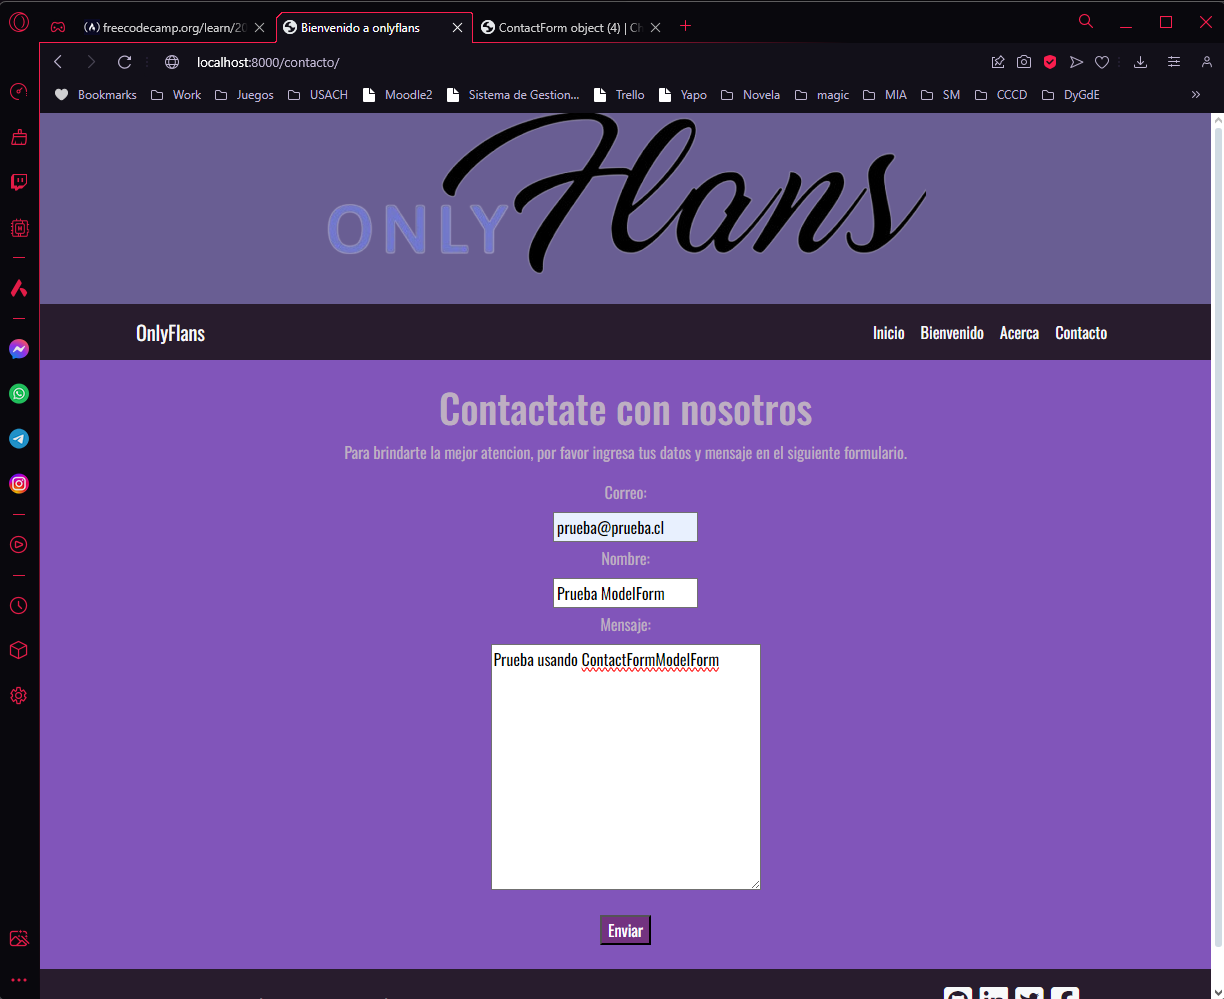 freecodecamp.org/learn/20
Bienvenido a onlyflans
ContactForm object (4) | Ch
localhost:8000/contacto/
Bookmarks Work Juegos USACH Moodle2 Sistema de Gestion... Trello Yapo Novela magic MIA SM CCCD DyGdE
ONLY Flans
OnlyFlans Inicio Bienvenido Acerca Contacto
Contactate con nosotros
Para brindarte la mejor atencion, por favor ingresa tus datos y mensaje en el siguiente formulario.
Correo:
prueba@prueba.cl
Nombre:
Prueba ModelForm
Mensaje:
Prueba usando ContactFormModelForm
Enviar